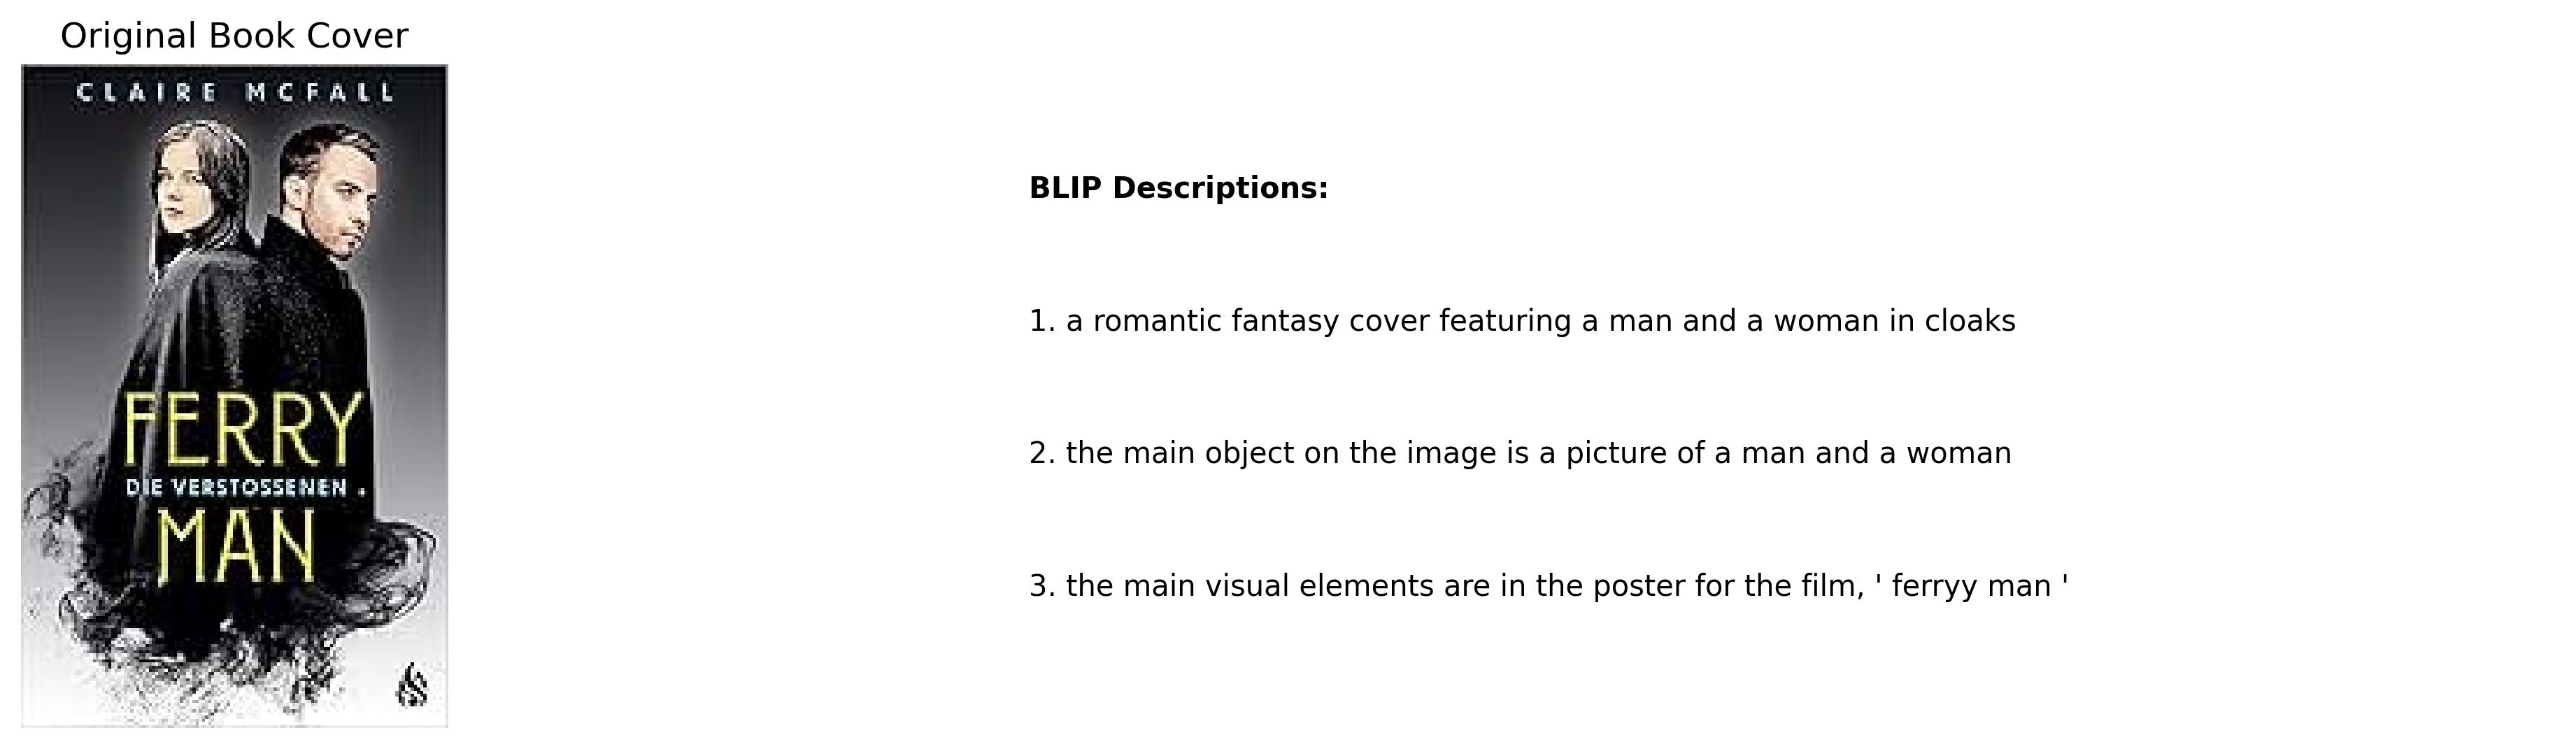 Original Book Cover
CLAIRE MCFALL
FERRY
DIE VERSTOSSENEN
MAN
BLIP Descriptions:
1. a romantic fantasy cover featuring a man and a woman in cloaks
2. the main object on the image is a picture of a man and a woman
3. the main visual elements are in the poster for the film, ' ferryy man '